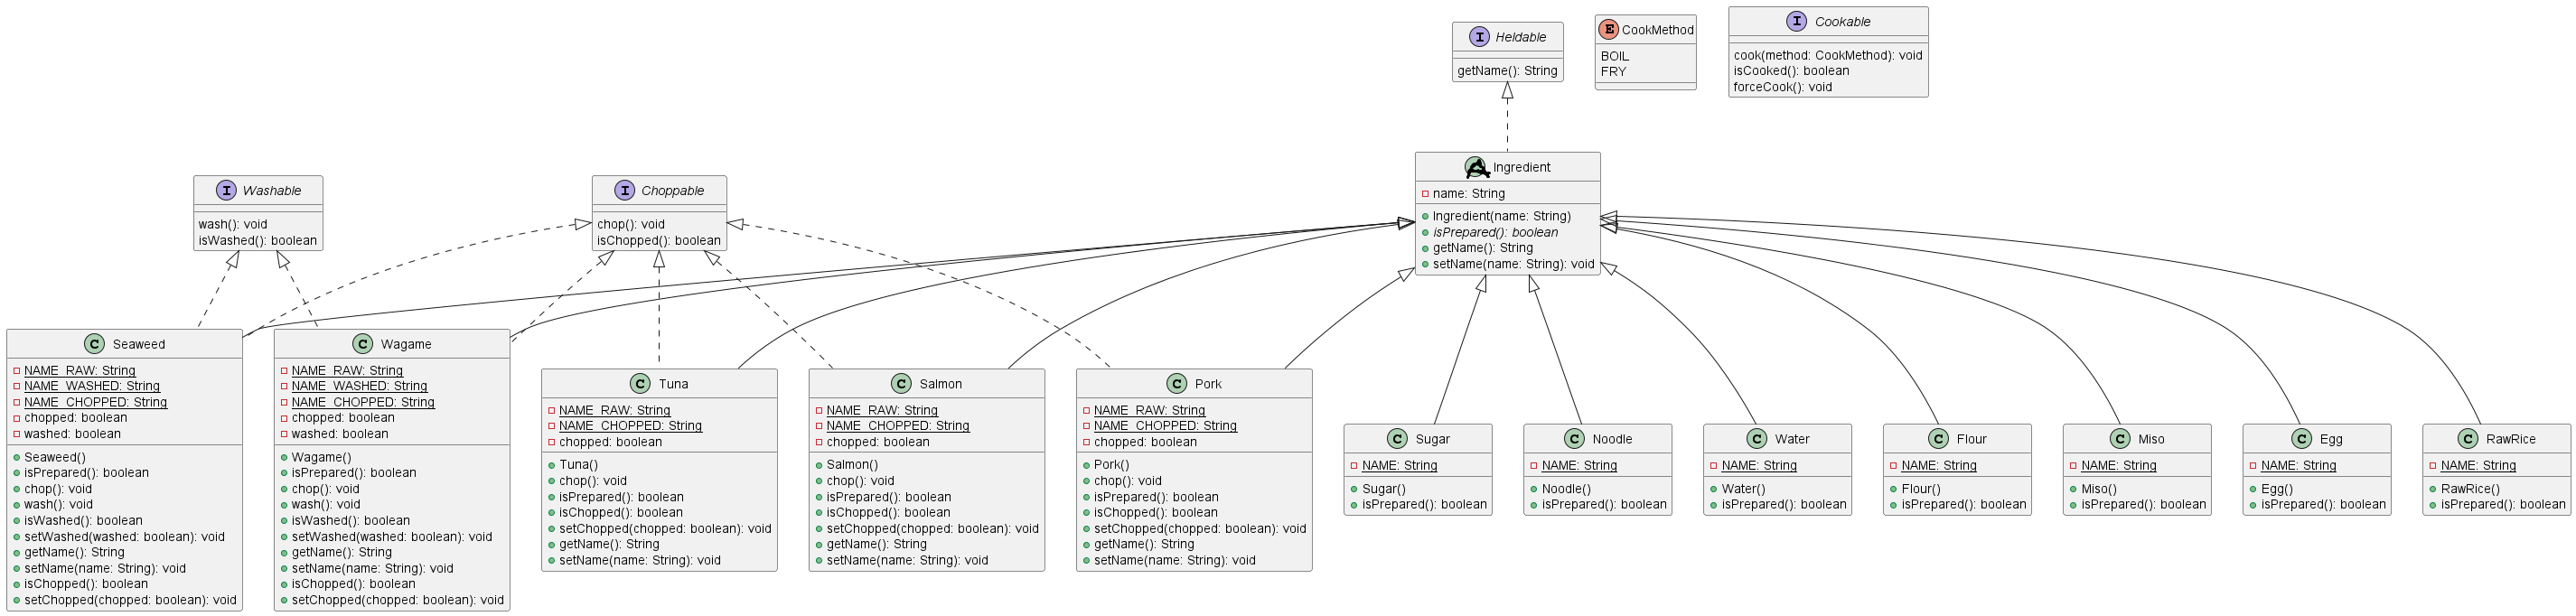 I Heldable
getName(): String
E CookMethod
BOIL
FRY
I Cookable
cook(method: CookMethod): void
isCooked(): boolean
forceCook(): void
I Washable
wash(): void
isWashed(): boolean
I Choppable
chop(): void
isChopped(): boolean
A Ingredient
name: String
Ingredient(name: String)
isPrepared(): boolean
getName(): String
setName(name: String): void
C Seaweed
NAME_RAW: String
NAME_WASHED: String
NAME_CHOPPED: String
chopped: boolean
washed: boolean
Seaweed()
isPrepared(): boolean
chop(): void
wash(): void
isWashed(): boolean
setWashed(washed: boolean): void
getName(): String
setName(name: String): void
isChopped(): boolean
setChopped(chopped: boolean): void
C Wagame
NAME_RAW: String
NAME_WASHED: String
NAME_CHOPPED: String
chopped: boolean
washed: boolean
Wagame()
isPrepared(): boolean
chop(): void
wash(): void
isWashed(): boolean
setWashed(washed: boolean): void
getName(): String
setName(name: String): void
isChopped(): boolean
setChopped(chopped: boolean): void
C Tuna
NAME_RAW: String
NAME_CHOPPED: String
chopped: boolean
Tuna()
chop(): void
isPrepared(): boolean
isChopped(): boolean
setChopped(chopped: boolean): void
getName(): String
setName(name: String): void
C Salmon
NAME_RAW: String
NAME_CHOPPED: String
chopped: boolean
Salmon()
chop(): void
isPrepared(): boolean
isChopped(): boolean
setChopped(chopped: boolean): void
getName(): String
setName(name: String): void
C Pork
NAME_RAW: String
NAME_CHOPPED: String
chopped: boolean
Pork()
chop(): void
isPrepared(): boolean
isChopped(): boolean
setChopped(chopped: boolean): void
getName(): String
setName(name: String): void
C Sugar
NAME: String
Sugar()
isPrepared(): boolean
C Noodle
NAME: String
Noodle()
isPrepared(): boolean
C Water
NAME: String
Water()
isPrepared(): boolean
C Flour
NAME: String
Flour()
isPrepared(): boolean
C Miso
NAME: String
Miso()
isPrepared(): boolean
C Egg
NAME: String
Egg()
isPrepared(): boolean
C RawRice
NAME: String
RawRice()
isPrepared(): boolean